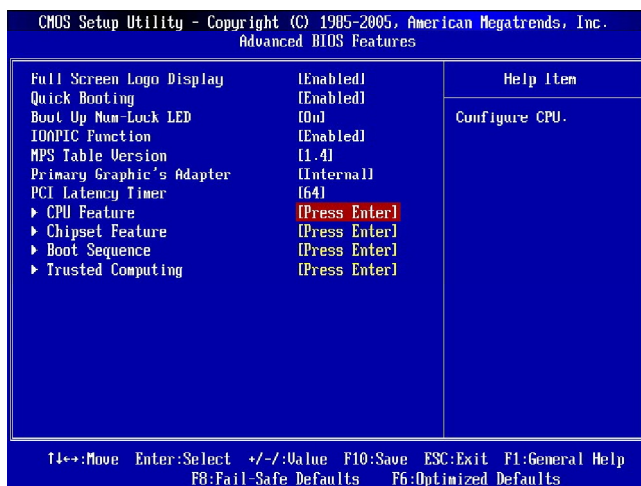 CMOS Setup Utility - Copyright (C) 1985-2005, American Megatrends, Inc.
Advanced BIOS Features
Full Screen Logo Display [Enabled] Help Item
Quick Booting [Enabled]
Boot Up Num-Lock LED [On] Configure CPU.
IOAPIC Function [Enabled]
MPS Table Version [1.4]
Primary Graphic's Adapter [Internal]
PCI Latency Timer [64]
► CPU Feature [Press Enter]
► Chipset Feature [Press Enter]
► Boot Sequence [Press Enter]
► Trusted Computing [Press Enter]
↑↓←→:Move Enter:Select +/-/:Value F10:Save ESC:Exit F1:General Help
F8:Fail-Safe Defaults F6:Optimized Defaults